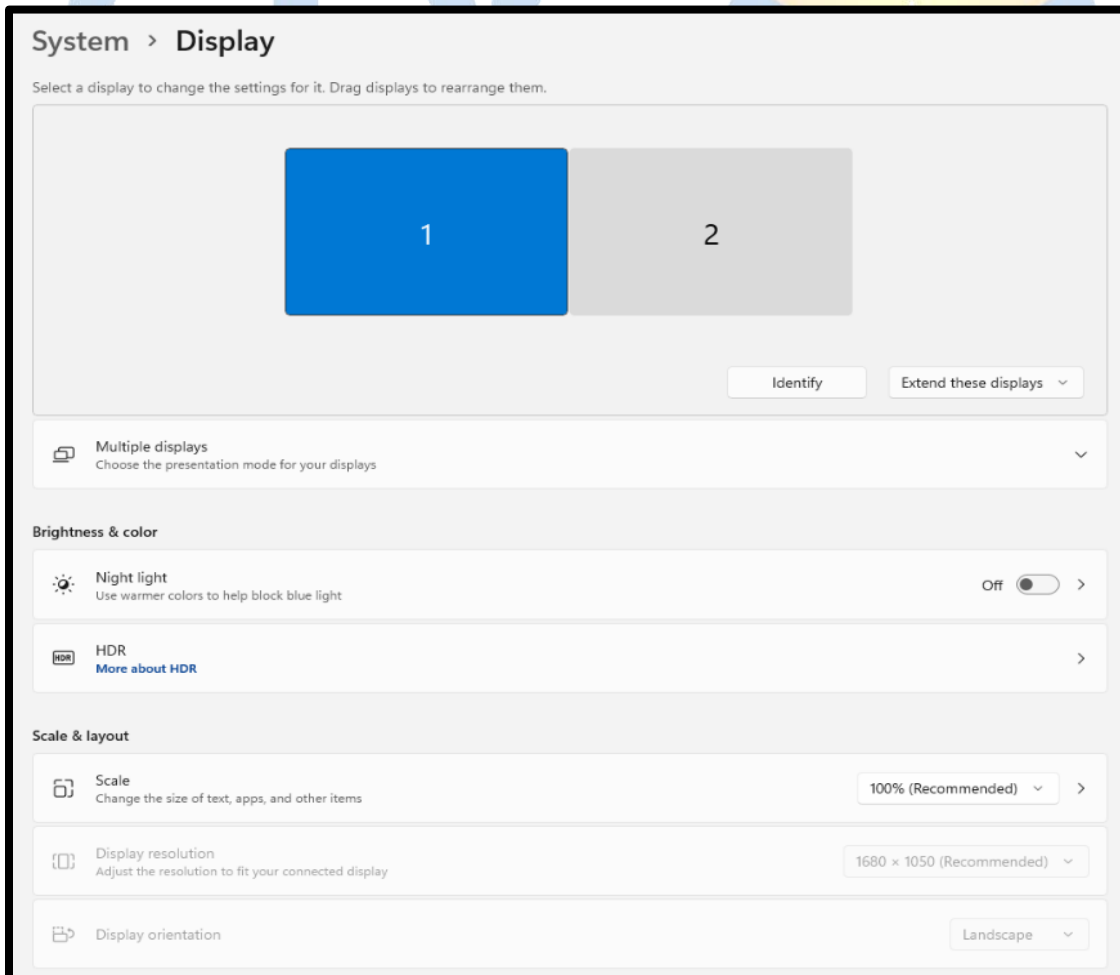 System > Display
Select a display to change the settings for it. Drag displays to rearrange them.
1
2
Identify
Extend these displays
Multiple displays
Choose the presentation mode for your displays
Brightness & color
Night light
Use warmer colors to help block blue light
Off
HDR
HDR
More about HDR
Scale & layout
Scale
Change the size of text, apps, and other items
100% (Recommended)
Display resolution
Adjust the resolution to fit your connected display
1680 × 1050 (Recommended)
Display orientation
Landscape